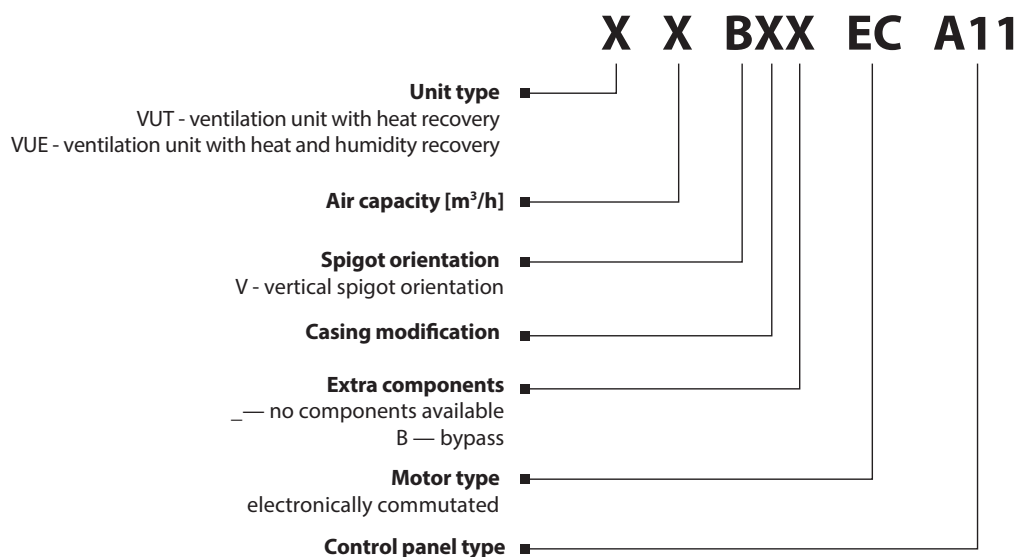 X X BXX EC A11
Unit type
VUT - ventilation unit with heat recovery
VUE - ventilation unit with heat and humidity recovery
Air capacity [m³/h]
Spigot orientation
V - vertical spigot orientation
Casing modification
Extra components
_— no components available
B — bypass
Motor type
electronically commutated
Control panel type